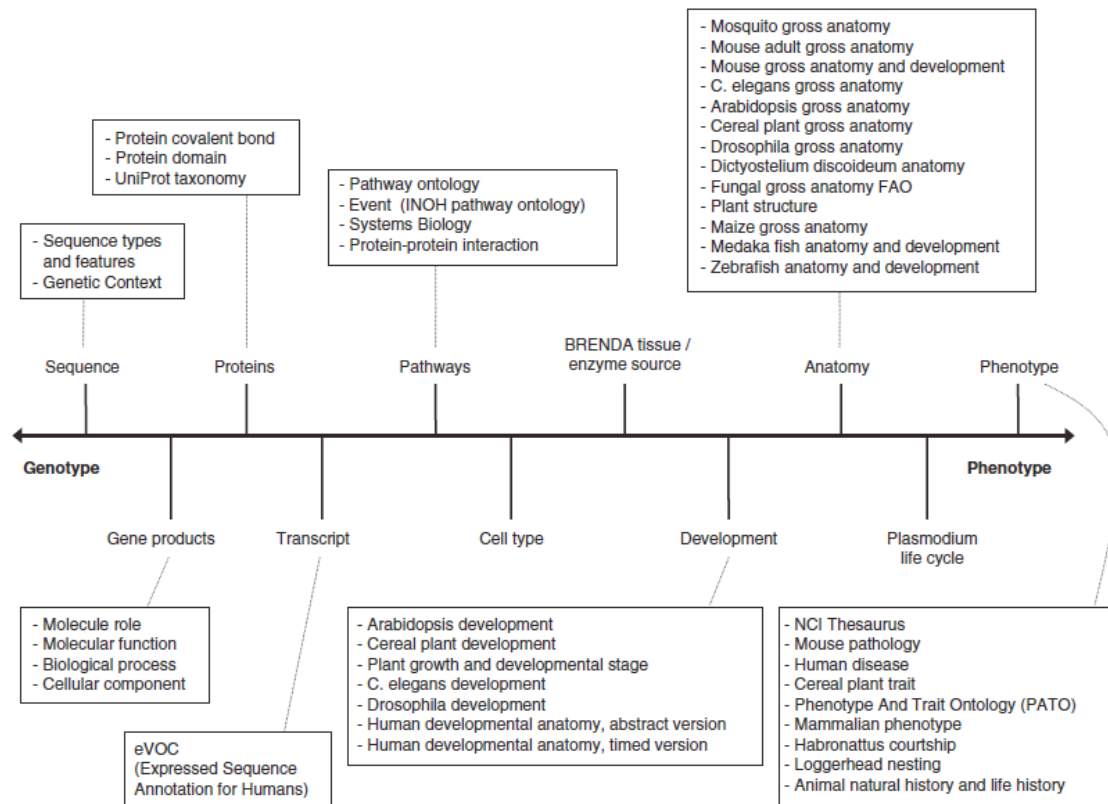 - Mosquito gross anatomy
- Mouse adult gross anatomy
- Mouse gross anatomy and development
- C. elegans gross anatomy
- Arabidopsis gross anatomy
- Cereal plant gross anatomy
- Drosophila gross anatomy
- Dictyostelium discoideum anatomy
- Fungal gross anatomy FAO
- Plant structure
- Maize gross anatomy
- Medaka fish anatomy and development
- Zebrafish anatomy and development
- Protein covalent bond
- Protein domain
- UniProt taxonomy
- Pathway ontology
- Event (INOH pathway ontology)
- Systems Biology
- Protein-protein interaction
- Sequence types
and features
- Genetic Context
Sequence
Proteins
Pathways
BRENDA tissue /
enzyme source
Anatomy
Phenotype
Genotype
Phenotype
Gene products
Transcript
Cell type
Development
Plasmodium
life cycle
- Molecule role
- Molecular function
- Biological process
- Cellular component
eVOC
(Expressed Sequence
Annotation for Humans)
- Arabidopsis development
- Cereal plant development
- Plant growth and developmental stage
- C. elegans development
- Drosophila development
- Human developmental anatomy, abstract version
- Human developmental anatomy, timed version
- NCI Thesaurus
- Mouse pathology
- Human disease
- Cereal plant trait
- Phenotype And Trait Ontology (PATO)
- Mammalian phenotype
- Habronattus courtship
- Loggerhead nesting
- Animal natural history and life history